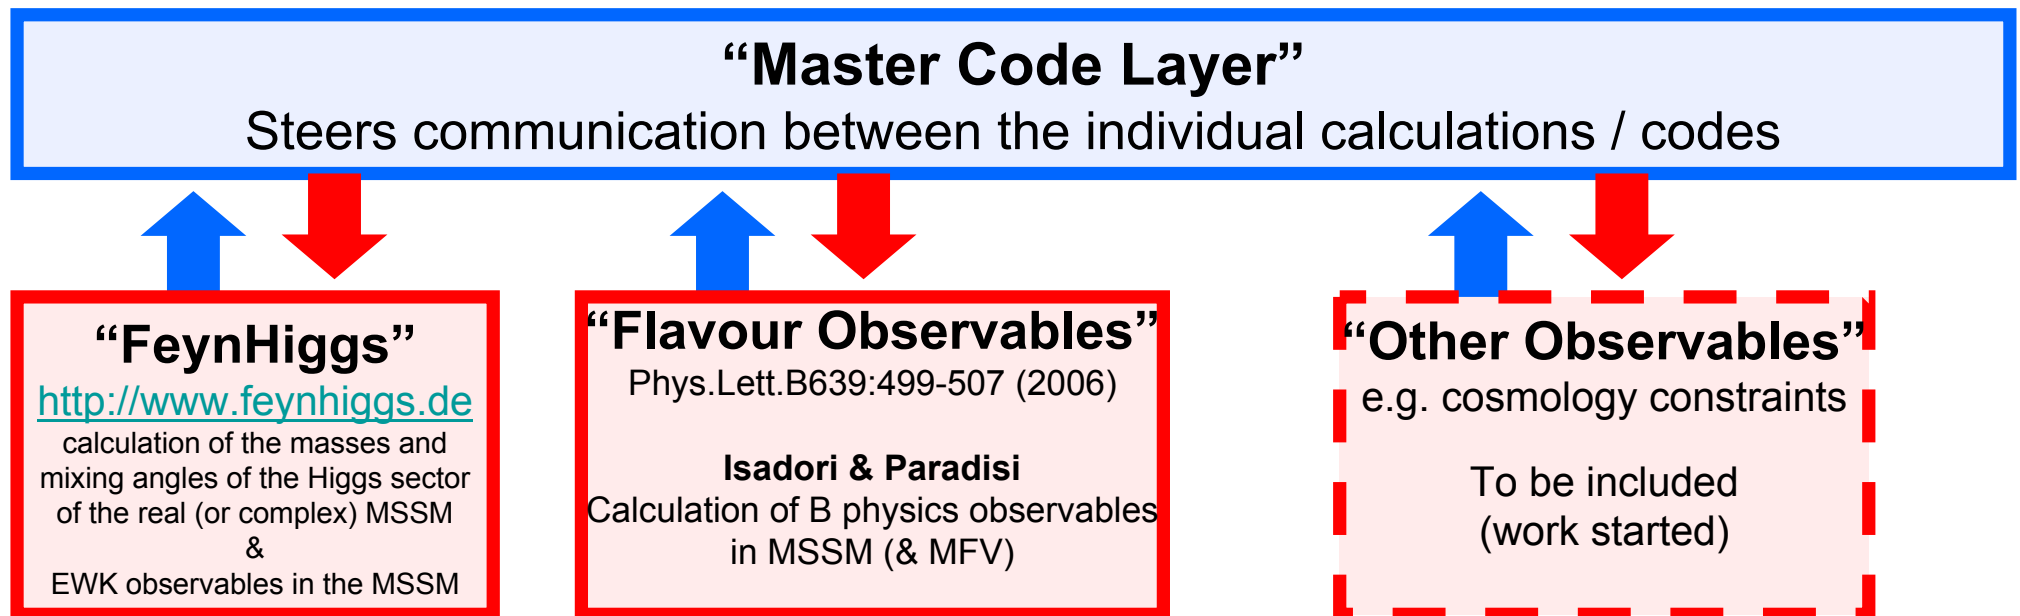 “Master Code Layer”
Steers communication between the individual calculations / codes
“FeynHiggs”
http://www.feynhiggs.de
calculation of the masses and
mixing angles of the Higgs sector
of the real (or complex) MSSM
&
EWK observables in the MSSM
“Flavour Observables”
Phys.Lett.B639:499-507 (2006)
Isadori & Paradisi
Calculation of B physics observables
in MSSM (& MFV)
“Other Observables”
e.g. cosmology constraints
To be included
(work started)